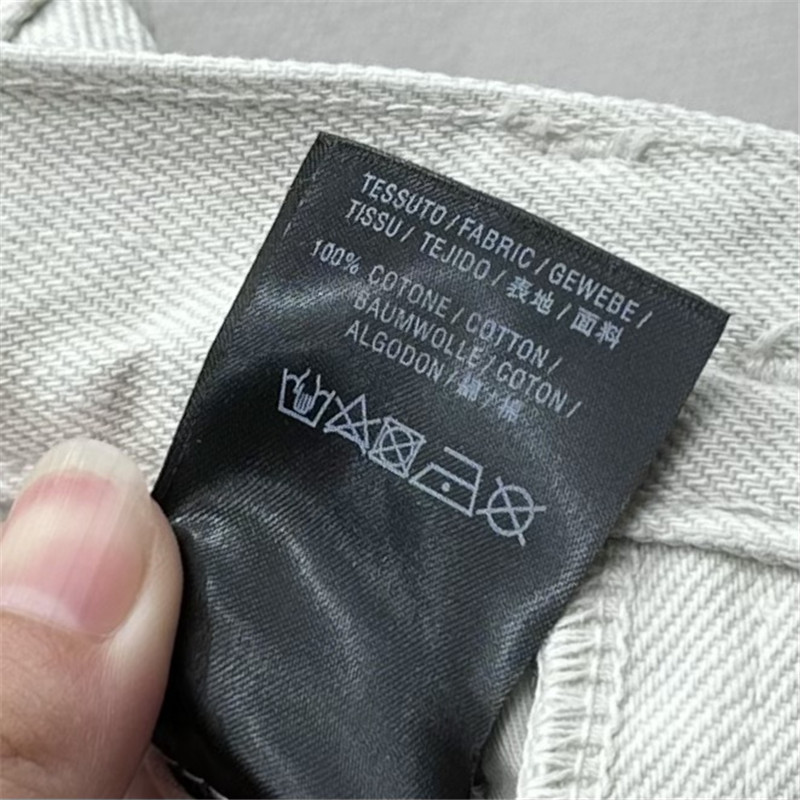 TESSUTO / FABRIC / GEWEBE /
TISSU / TEJIDO / 表地 / 面料
100% COTONE / COTTON /
BAUMWOLLE / COTON /
ALGODON / 綿 / 棉